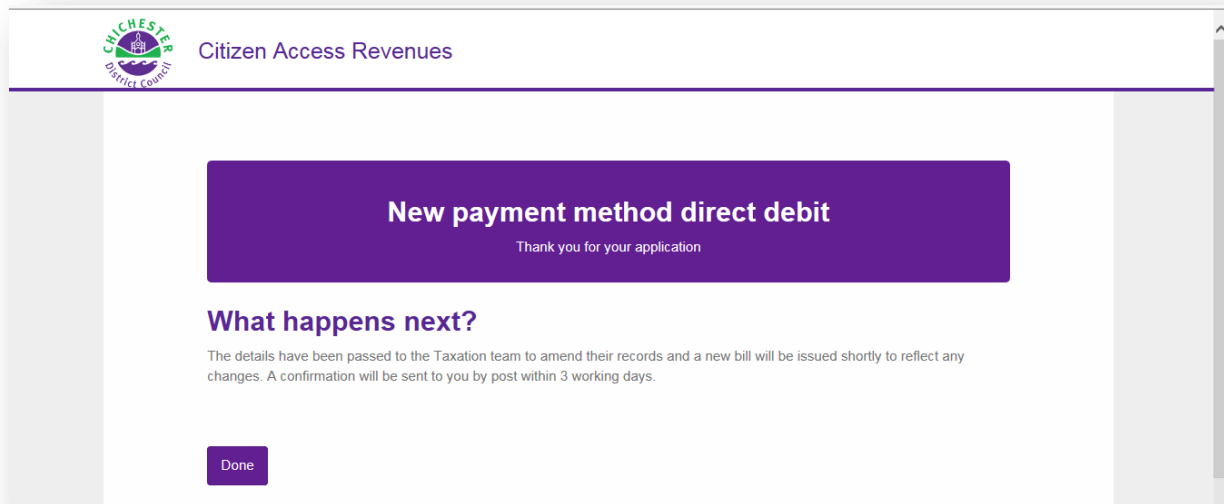 CHICHESTER
District Council
Citizen Access Revenues
New payment method direct debit
Thank you for your application
What happens next?
The details have been passed to the Taxation team to amend their records and a new bill will be issued shortly to reflect any
changes. A confirmation will be sent to you by post within 3 working days.
Done